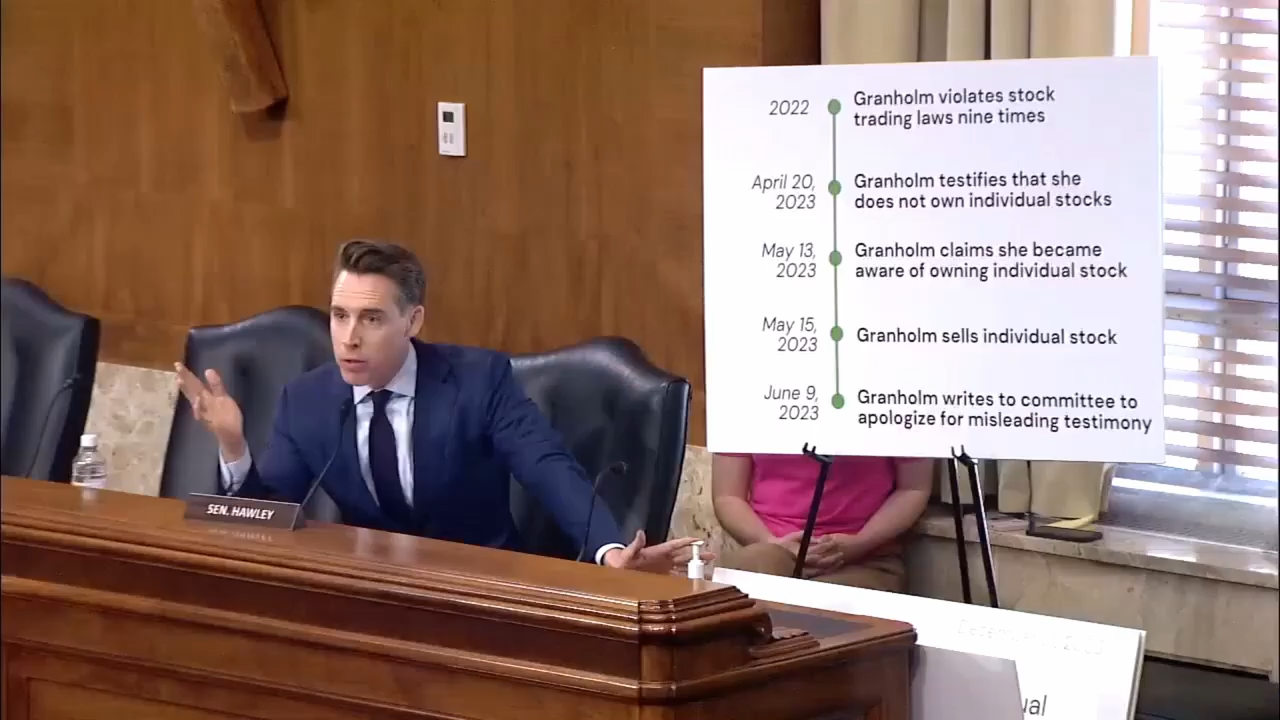 2022
Granholm violates stock
trading laws nine times
April 20,
2023
Granholm testifies that she
does not own individual stocks
May 13,
2023
Granholm claims she became
aware of owning individual stock
May 15,
2023
Granholm sells individual stock
June 9,
2023
Granholm writes to committee to
apologize for misleading testimony
SEN. HAWLEY